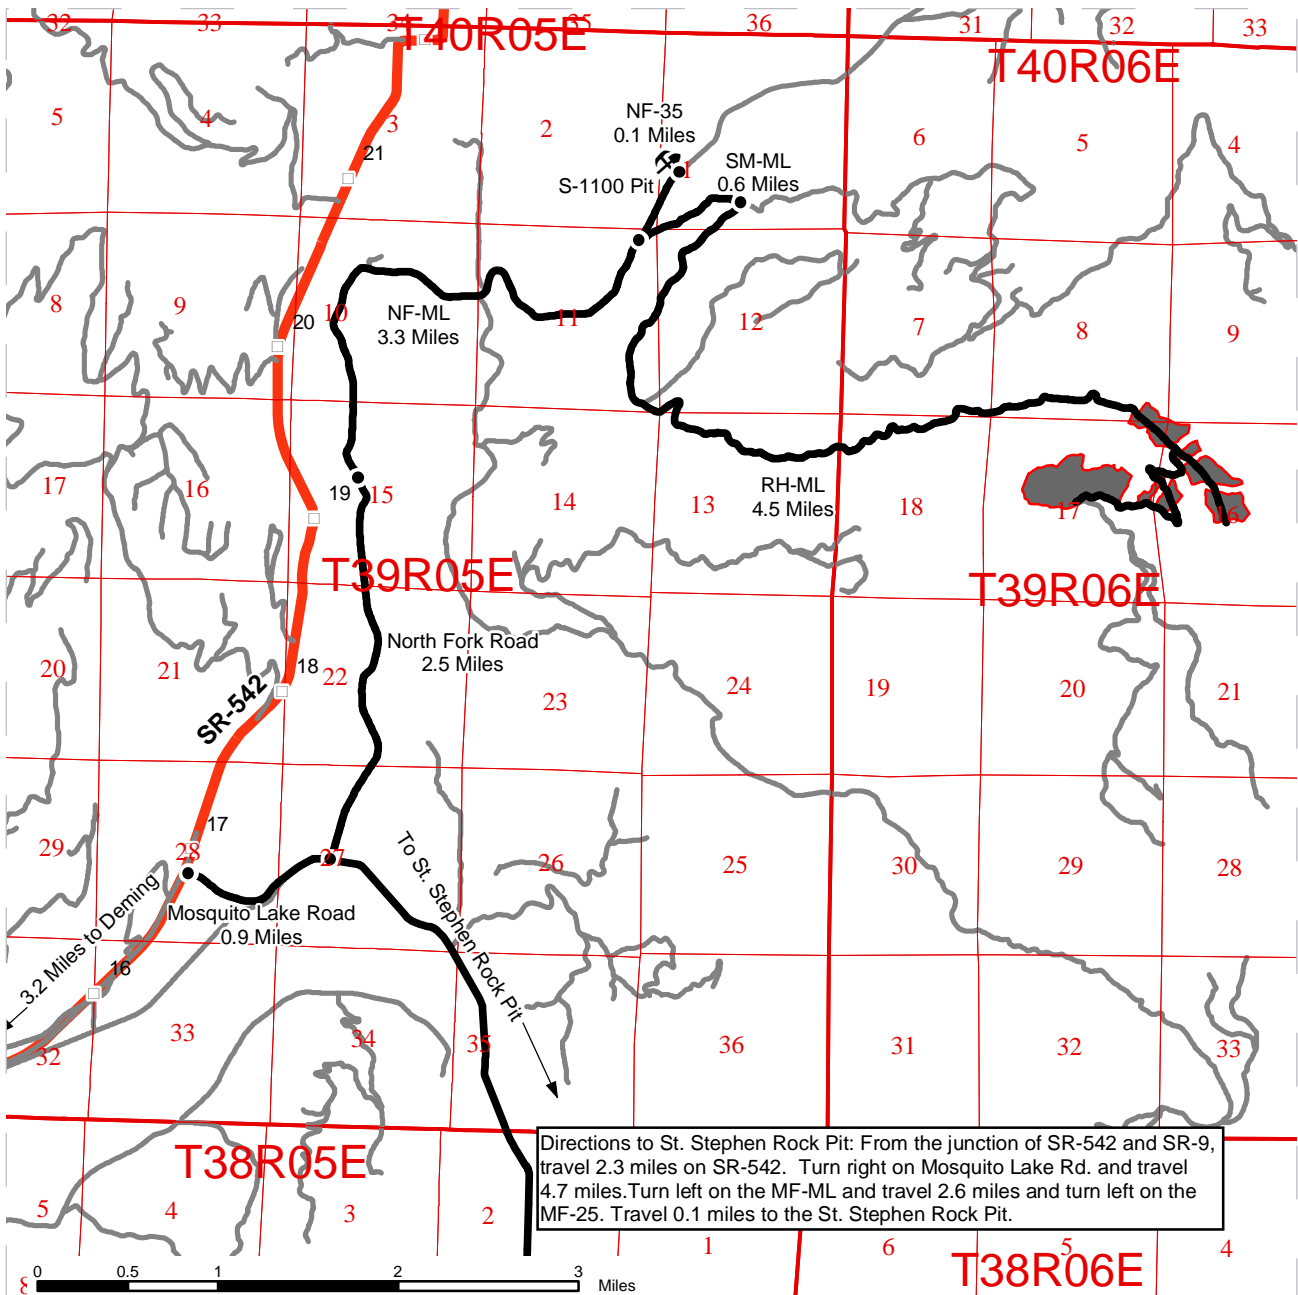 32
33
34
T40R05E
35
36
31
32
33
T40R06E
5
4
3
2
NF-35
0.1 Miles
1
6
5
4
21
S-1100 Pit
SM-ML
0.6 Miles
8
9
20
10
NF-ML
3.3 Miles
11
12
7
8
9
17
16
19
15
14
13
RH-ML
4.5 Miles
18
17
16
T39R05E
T39R06E
20
21
18
22
North Fork Road
2.5 Miles
23
24
19
20
21
SR-542
29
17
28
27
To St. Stephen Rock Pit
26
25
30
29
28
3.2 Miles to Deming
Mosquito Lake Road
0.9 Miles
16
32
33
34
35
36
31
32
33
T38R05E
Directions to St. Stephen Rock Pit: From the junction of SR-542 and SR-9,
travel 2.3 miles on SR-542. Turn right on Mosquito Lake Rd. and travel
4.7 miles.Turn left on the MF-ML and travel 2.6 miles and turn left on the
MF-25. Travel 0.1 miles to the St. Stephen Rock Pit.
5
4
3
2
1
6
5
4
T38R06E
8
0 0.5 1 2 3
Miles